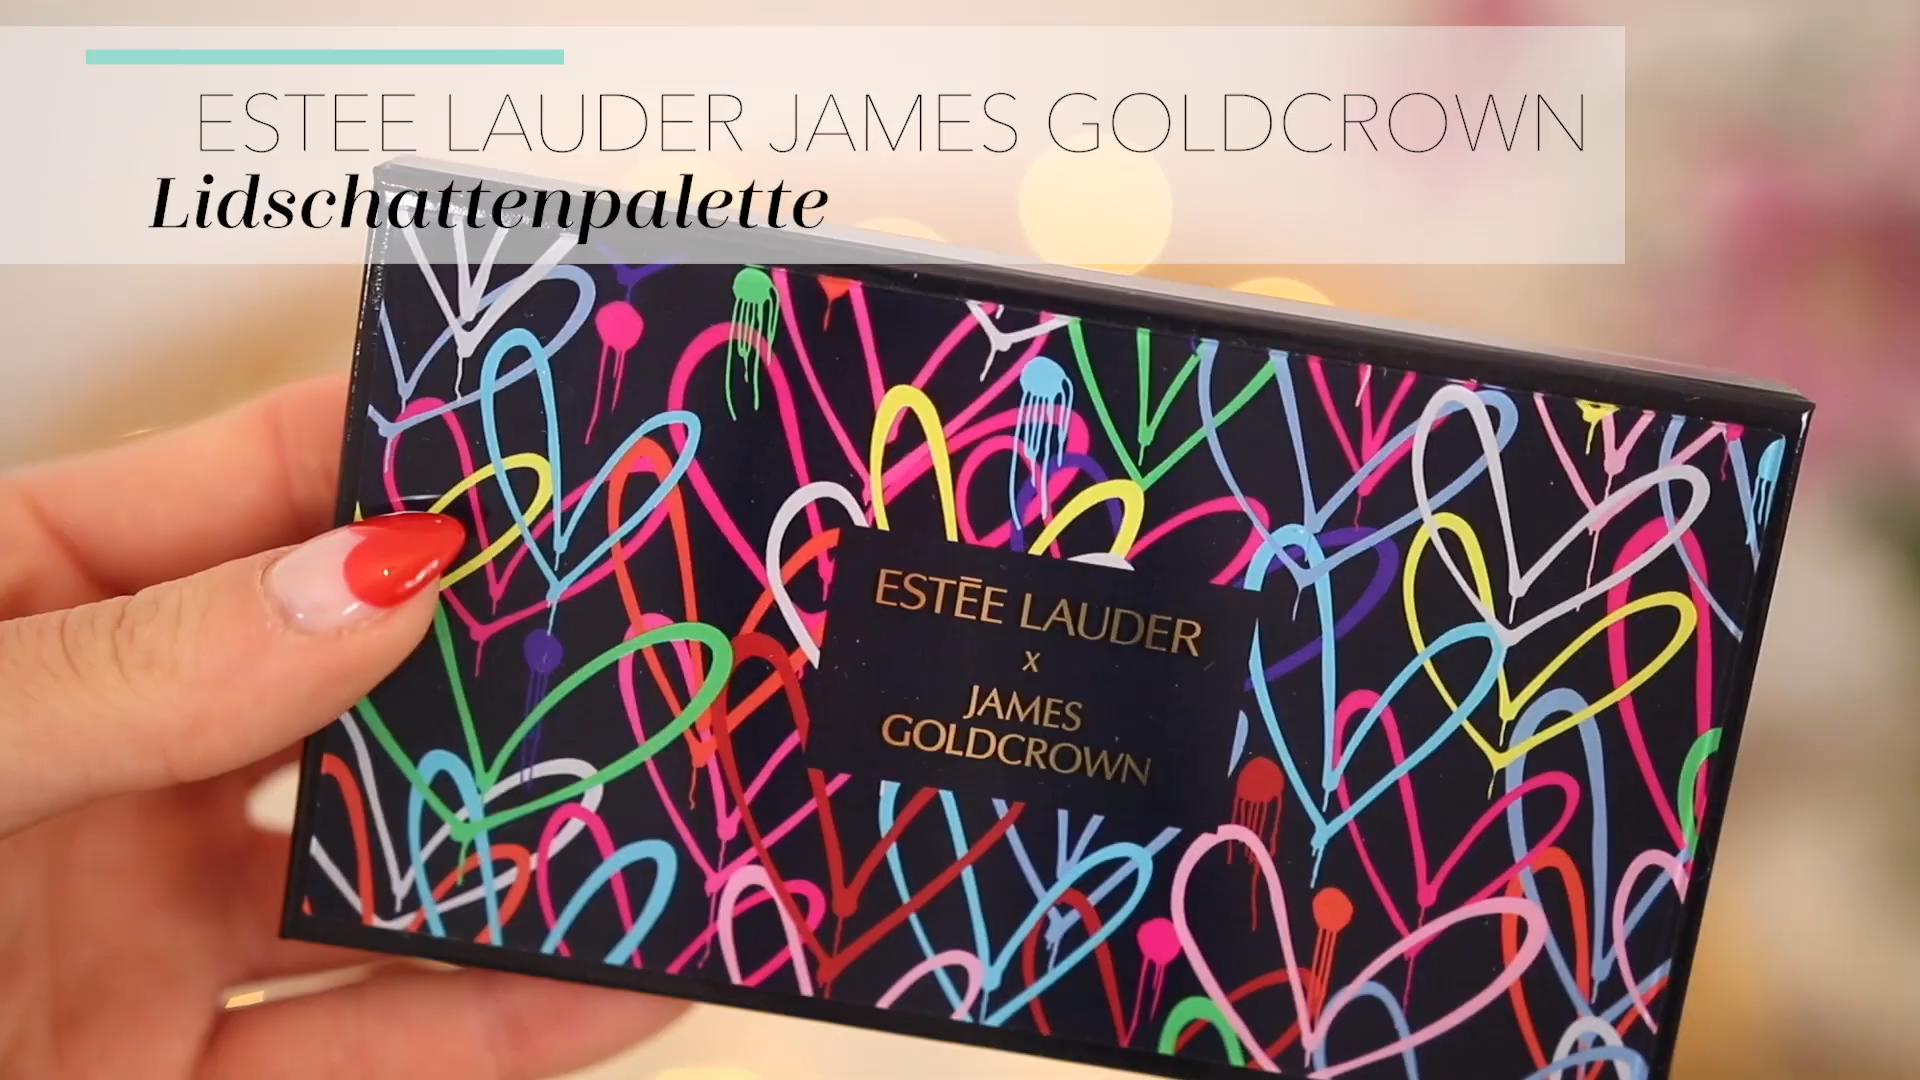 ESTEE LAUDER JAMES GOLDCROWN
Lidschattenpalette
ESTĒE LAUDER
x
JAMES
GOLDCROWN